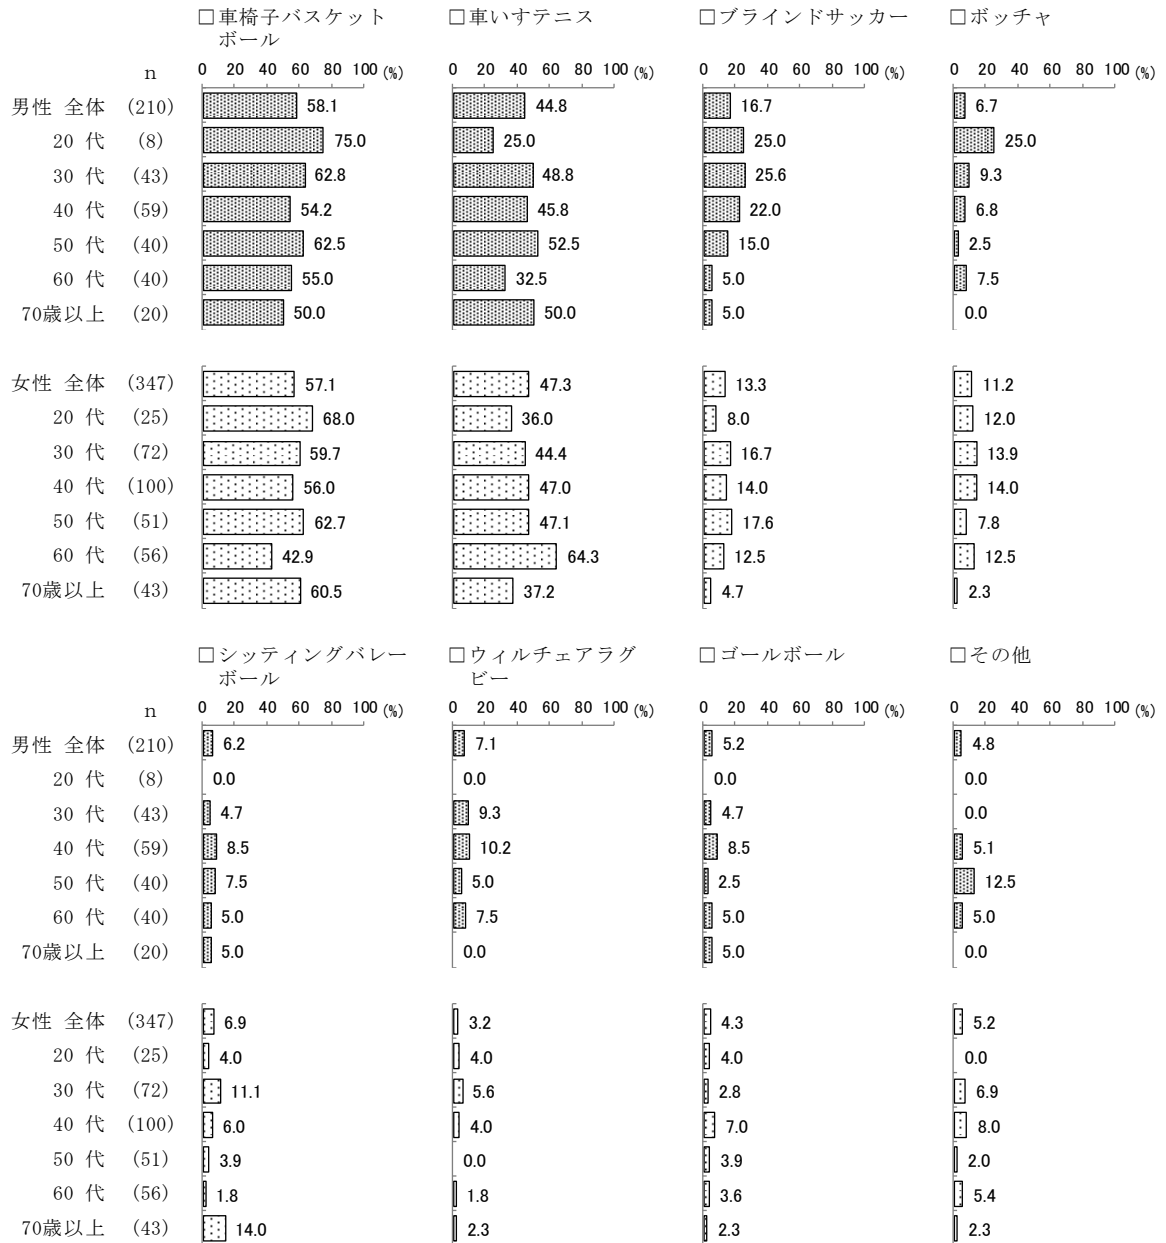 □車椅子バスケット □車いすテニス □ブラインドサッカー □ボッチャ
ボール
n 0 20 40 60 80 100 (%) 0 20 40 60 80 100 (%) 0 20 40 60 80 100 (%) 0 20 40 60 80 100 (%)
男性 全体 (210) 58.1 44.8 16.7 6.7
20 代 (8) 75.0 25.0 25.0 25.0
30 代 (43) 62.8 48.8 25.6 9.3
40 代 (59) 54.2 45.8 22.0 6.8
50 代 (40) 62.5 52.5 15.0 2.5
60 代 (40) 55.0 32.5 5.0 7.5
70歳以上 (20) 50.0 50.0 5.0 0.0
女性 全体 (347) 57.1 47.3 13.3 11.2
20 代 (25) 68.0 36.0 8.0 12.0
30 代 (72) 59.7 44.4 16.7 13.9
40 代 (100) 56.0 47.0 14.0 14.0
50 代 (51) 62.7 47.1 17.6 7.8
60 代 (56) 42.9 64.3 12.5 12.5
70歳以上 (43) 60.5 37.2 4.7 2.3
□シッティングバレー □ウィルチェアラグ □ゴールボール □その他
ボール ビー
n 0 20 40 60 80 100 (%) 0 20 40 60 80 100 (%) 0 20 40 60 80 100 (%) 0 20 40 60 80 100 (%)
男性 全体 (210) 6.2 7.1 5.2 4.8
20 代 (8) 0.0 0.0 0.0 0.0
30 代 (43) 4.7 9.3 4.7 0.0
40 代 (59) 8.5 10.2 8.5 5.1
50 代 (40) 7.5 5.0 2.5 12.5
60 代 (40) 5.0 7.5 5.0 5.0
70歳以上 (20) 5.0 0.0 5.0 0.0
女性 全体 (347) 6.9 3.2 4.3 5.2
20 代 (25) 4.0 4.0 4.0 0.0
30 代 (72) 11.1 5.6 2.8 6.9
40 代 (100) 6.0 4.0 7.0 8.0
50 代 (51) 3.9 0.0 3.9 2.0
60 代 (56) 1.8 1.8 3.6 5.4
70歳以上 (43) 14.0 2.3 2.3 2.3